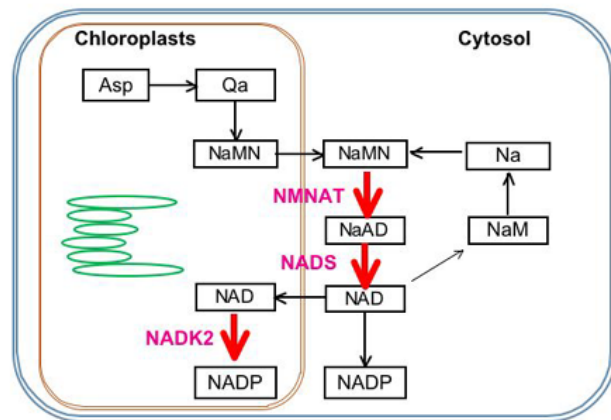 Chloroplasts Cytosol
Asp Qa
NaMN NaMN Na
NMNAT
NaAD NaM
NADS
NAD NAD
NADK2
NADP NADP